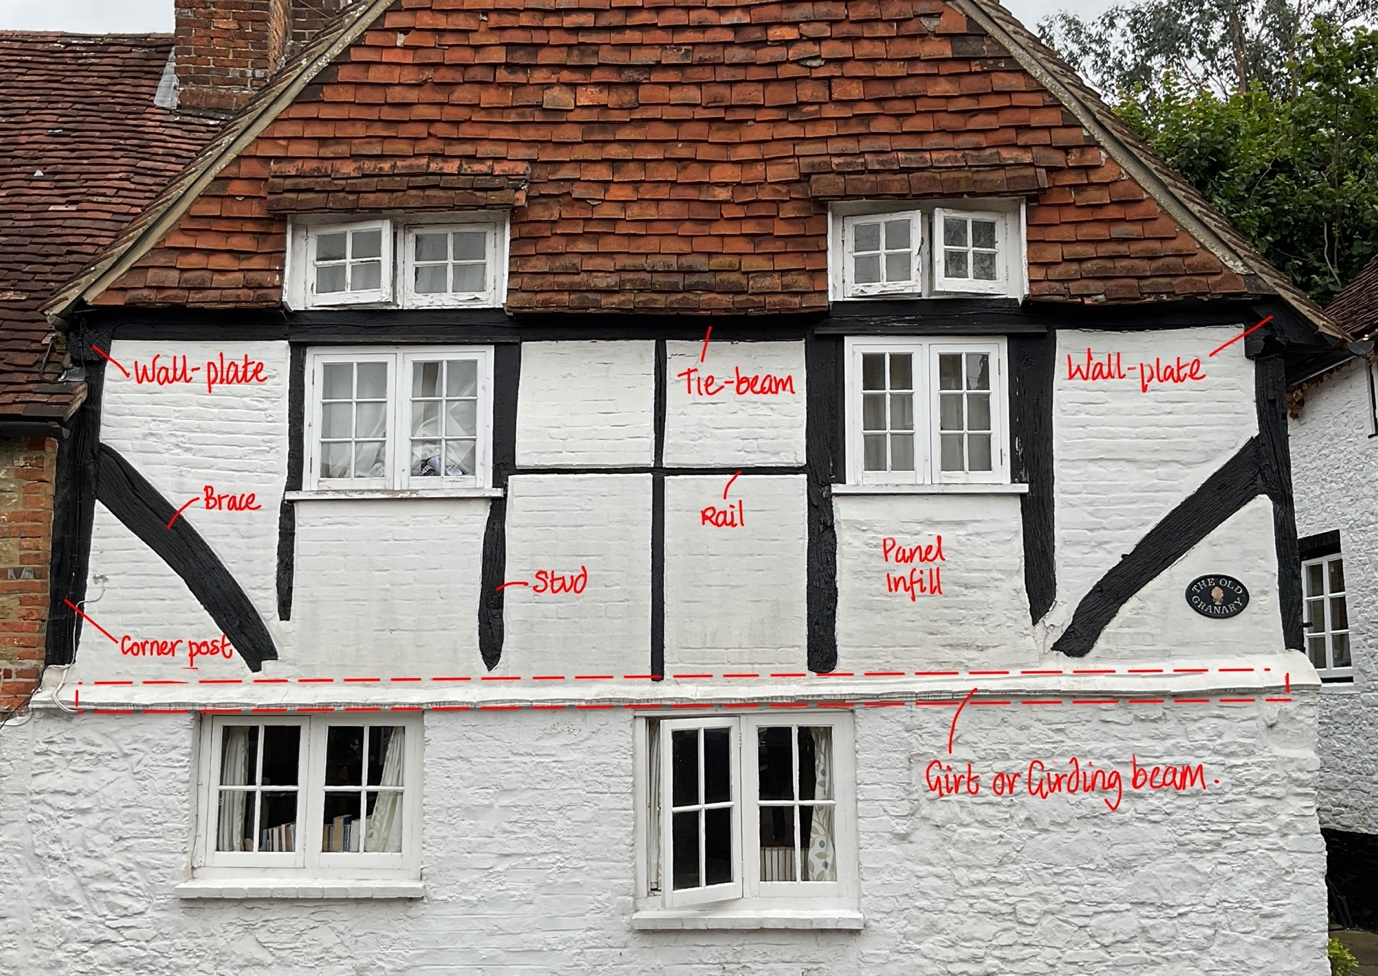 Wall-plate
Tie-beam
Wall-plate
Brace
Rail
Panel
infill
Stud
THE OLD
GRANARY
Corner post
Girt or Girding beam.